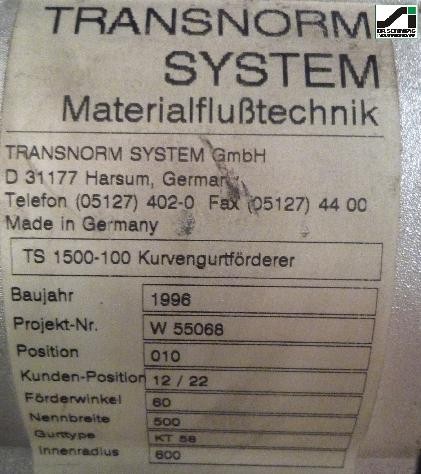 TRANSNORM
SYSTEM
Materialflußtechnik
TRANSNORM SYSTEM GmbH
D 31177 Harsum, Germany
Telefon (05127) 402-0 Fax (05127) 44 00
Made in Germany
TS 1500-100 Kurvengurtförderer
Baujahr 1996
Projekt-Nr. W 55068
Position 010
Kunden-Position 12 / 22
Förderwinkel 60
Nennbreite 500
Gurttype KT 58
Innenradius 600